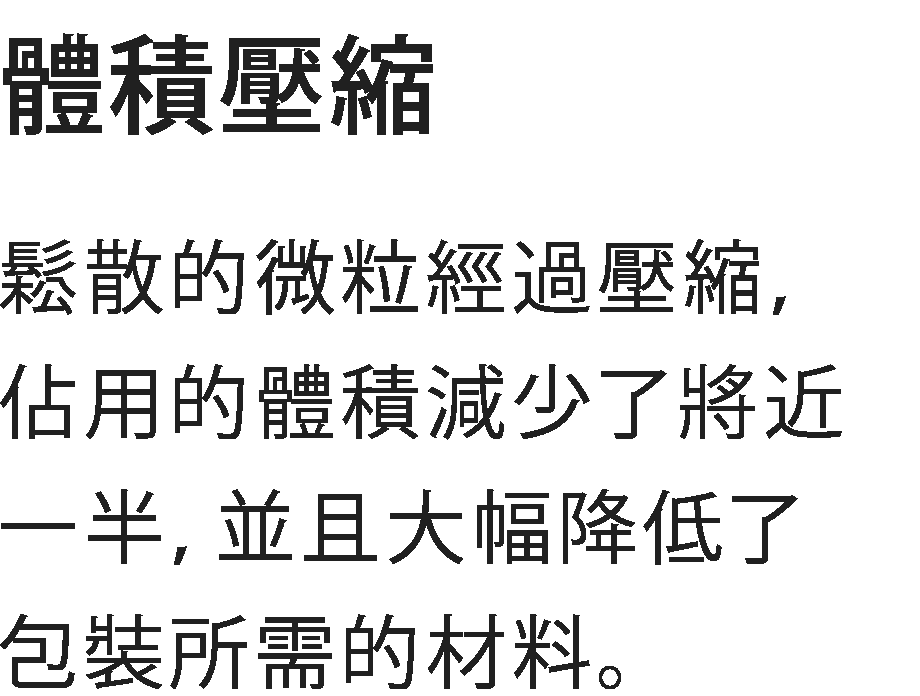 體積壓縮
鬆散的微粒經過壓縮,
佔用的體積減少了將近
一半, 並且大幅降低了
包裝所需的材料。